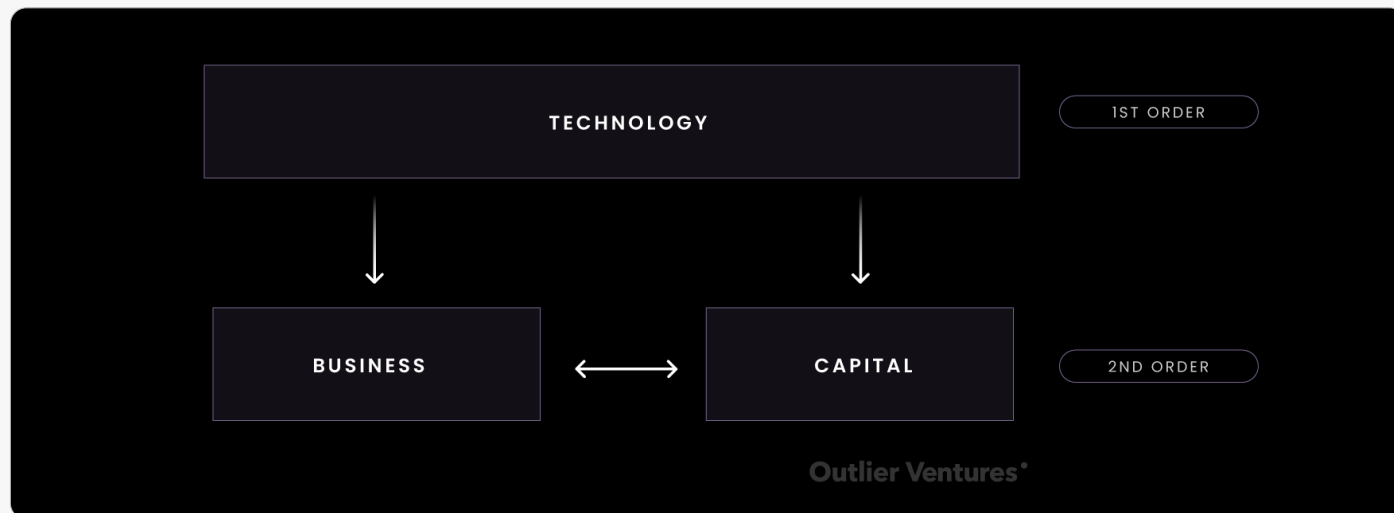 TECHNOLOGY
1ST ORDER
BUSINESS
CAPITAL
2ND ORDER
Outlier Ventures